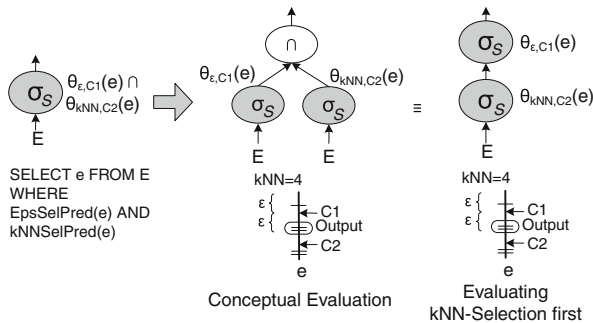 σS
θε,C1(e) ∩
θkNN,C2(e)
E
SELECT e FROM E
WHERE
EpsSelPred(e) AND
kNNSelPred(e)
∩
θε,C1(e)
θkNN,C2(e)
σS
σS
E
E
kNN=4
ε
ε
C1
Output
C2
e
Conceptual Evaluation
≡
σS
θε,C1(e)
σS
θkNN,C2(e)
E
kNN=4
ε
ε
C1
Output
C2
e
Evaluating
kNN-Selection first